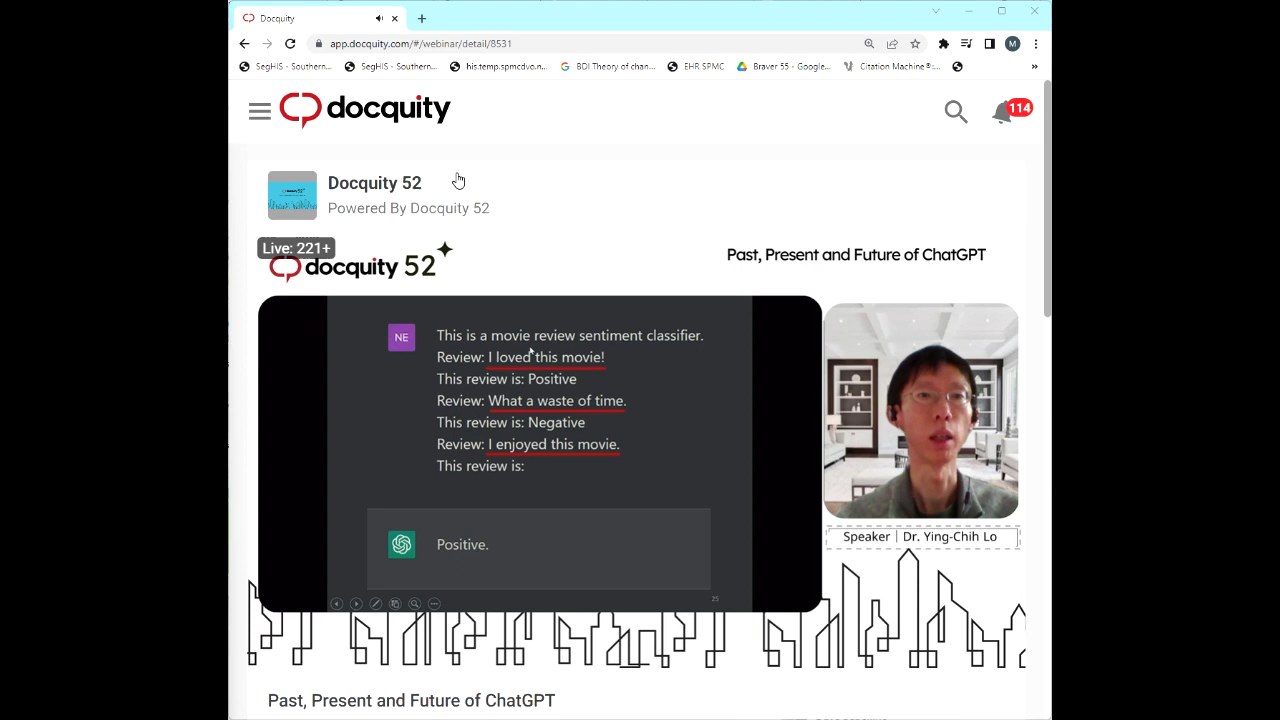 Docquity
app.docquity.com/#/webinar/detail/8531
M
SegHIS - Southern...
SegHIS - Southern...
his.temp.spmcdvo.n...
BDI Theory of chan...
EHR SPMC
Braver 55 - Google...
Citation Machine®:...
»
docquity
114
Docquity 52
Powered By Docquity 52
Live: 221+
docquity 52
Past, Present and Future of ChatGPT
NE
This is a movie review sentiment classifier.
Review: I loved this movie!
This review is: Positive
Review: What a waste of time.
This review is: Negative
Review: I enjoyed this movie.
This review is:
Positive.
25
Speaker | Dr. Ying-Chih Lo
Past, Present and Future of ChatGPT